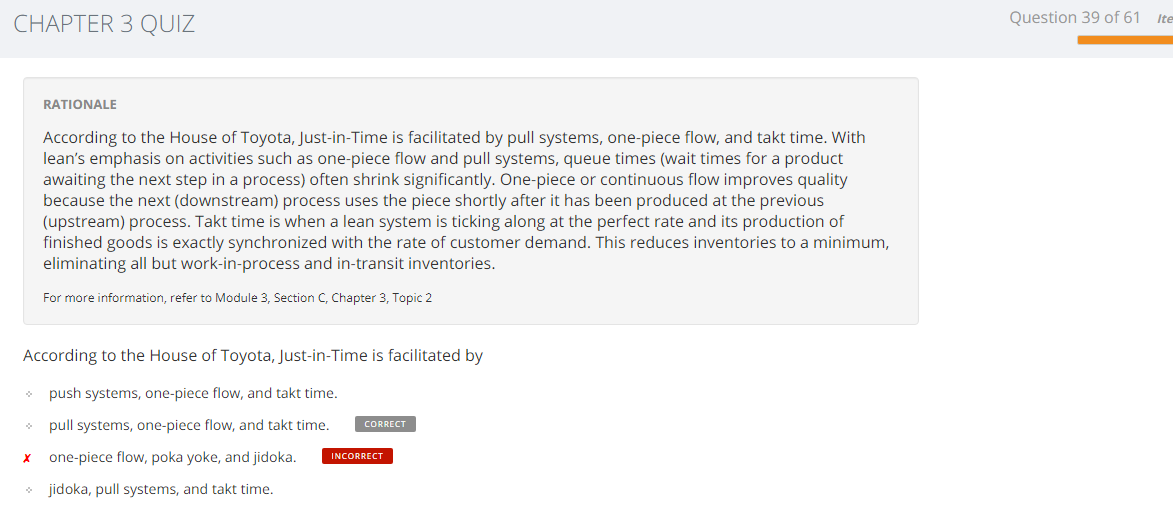 CHAPTER 3 QUIZ
Question 39 of 61
RATIONALE
According to the House of Toyota, Just-in-Time is facilitated by pull systems, one-piece flow, and takt time. With
lean’s emphasis on activities such as one-piece flow and pull systems, queue times (wait times for a product
awaiting the next step in a process) often shrink significantly. One-piece or continuous flow improves quality
because the next (downstream) process uses the piece shortly after it has been produced at the previous
(upstream) process. Takt time is when a lean system is ticking along at the perfect rate and its production of
finished goods is exactly synchronized with the rate of customer demand. This reduces inventories to a minimum,
eliminating all but work-in-process and in-transit inventories.
For more information, refer to Module 3, Section C, Chapter 3, Topic 2
According to the House of Toyota, Just-in-Time is facilitated by
push systems, one-piece flow, and takt time.
pull systems, one-piece flow, and takt time. CORRECT
✗ one-piece flow, poka yoke, and jidoka. INCORRECT
jidoka, pull systems, and takt time.